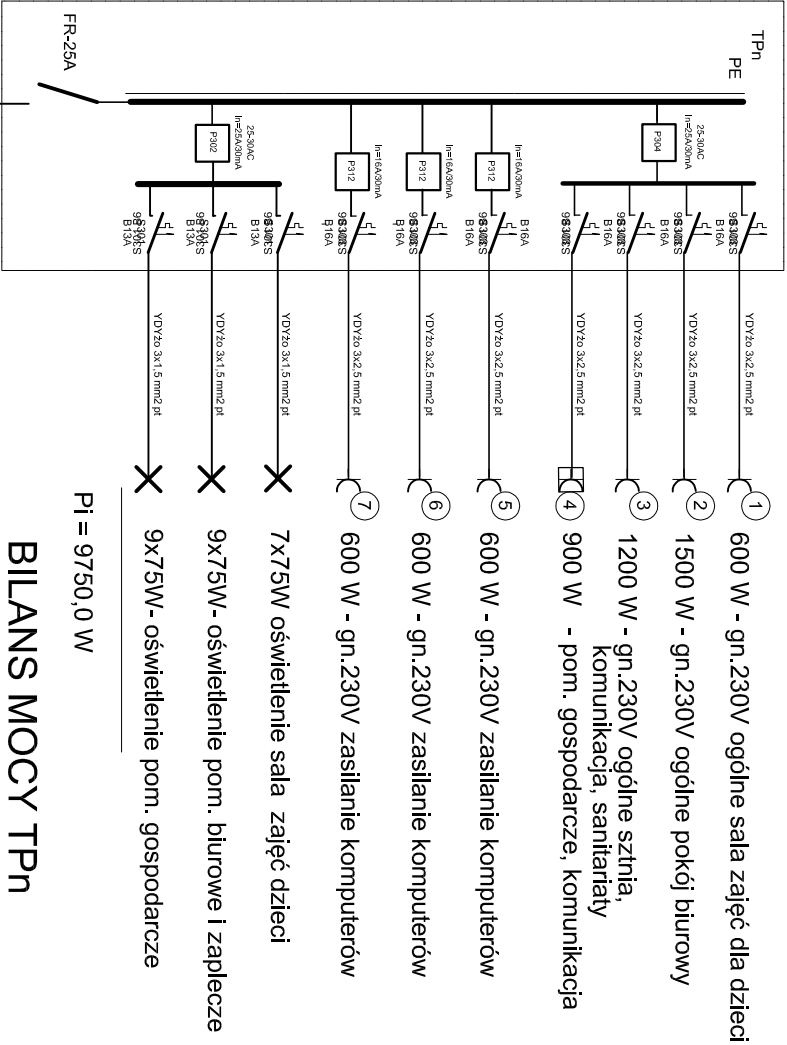 TPn
PE
FR-25A
25-30AC
In=25A/30mA
P304
In=16A/30mA
P312
In=16A/30mA
P312
In=16A/30mA
P312
25-30AC
In=25A/30mA
P302
B16A
B16A
B16A
B16A
B16A
B16A
B13A
B13A
B13A
YDYżo 3x2,5 mm2 pt
YDYżo 3x2,5 mm2 pt
YDYżo 3x2,5 mm2 pt
YDYżo 3x2,5 mm2 pt
YDYżo 3x2,5 mm2 pt
YDYżo 3x2,5 mm2 pt
YDYżo 3x2,5 mm2 pt
YDYżo 3x1,5 mm2 pt
YDYżo 3x1,5 mm2 pt
YDYżo 3x1,5 mm2 pt
1 600 W - gn.230V ogólne sala zajęć dla dzieci
2 1500 W - gn.230V ogólne pokój biurowy
3 1200 W - gn.230V ogólne sztnia,
komunikacja, sanitariaty
4 900 W - pom. gospodarcze, komunikacja
5 600 W - gn.230V zasilanie komputerów
6 600 W - gn.230V zasilanie komputerów
7 600 W - gn.230V zasilanie komputerów
7x75W oświetlenie sala zajęć dzieci
9x75W- oświetlenie pom. biurowe i zaplecze
9x75W- oświetlenie pom. gospodarcze
Pi = 9750,0 W
BILANS MOCY TPn